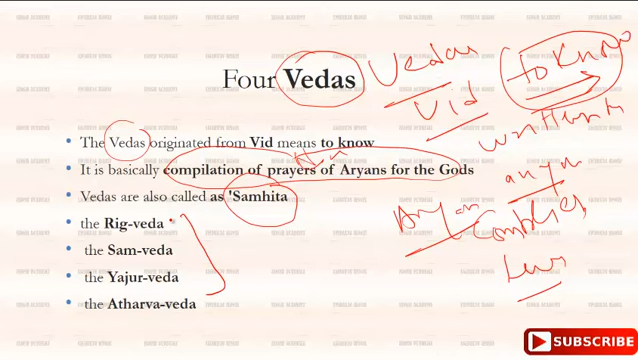 Four Vedas
Vedas
to know
Vid
The Vedas originated from Vid means to know
written by
It is basically compilation of prayers of Aryans for the Gods
Vedas are also called as 'Samhita
Aryan
the Rig-veda
the Sam-veda
the Yajur-veda
the Atharva-veda
SUBSCRIBE